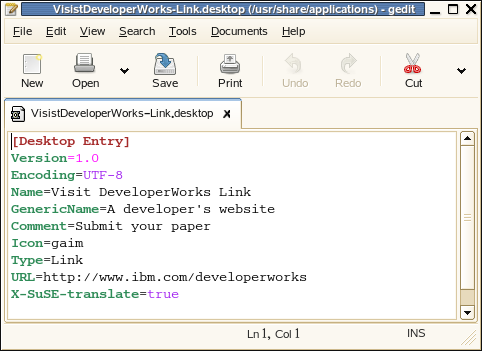 VisistDeveloperWorks-Link.desktop (/usr/share/applications) - gedit
File Edit View Search Tools Documents Help
New Open Save Print Undo Redo Cut
VisistDeveloperWorks-Link.desktop x
[Desktop Entry]
Version=1.0
Encoding=UTF-8
Name=Visit DeveloperWorks Link
GenericName=A developer's website
Comment=Submit your paper
Icon=gaim
Type=Link
URL=http://www.ibm.com/developerworks
X-SuSE-translate=true
Ln 1, Col 1 INS